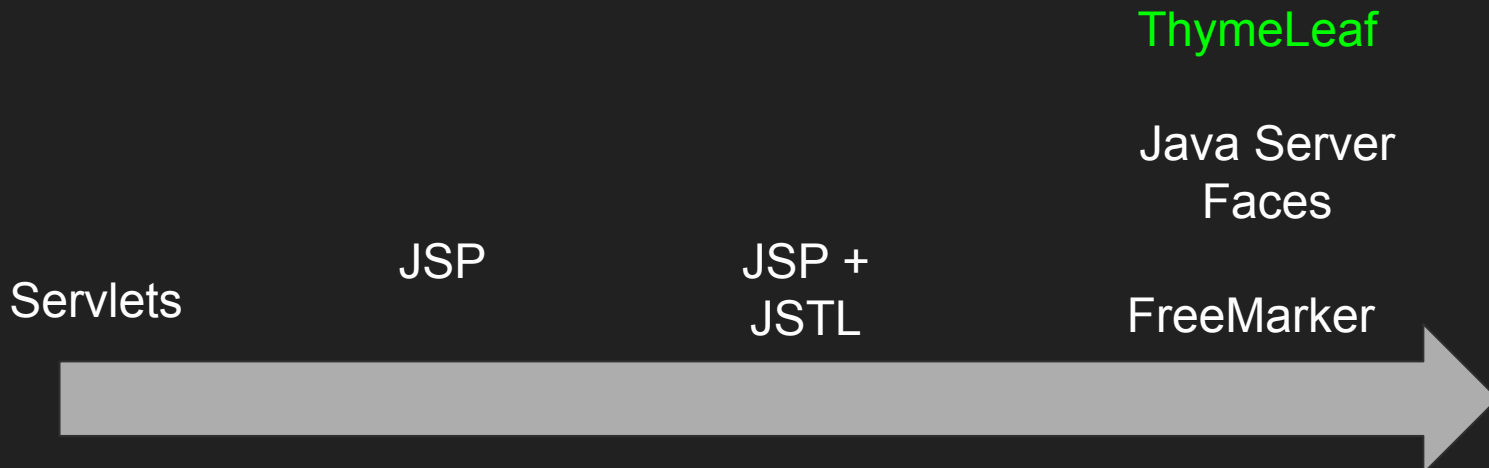 Servlets
JSP
JSP +
JSTL
ThymeLeaf
Java Server
Faces
FreeMarker